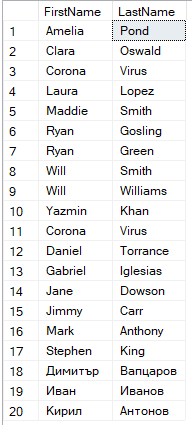 FirstName LastName
1 Amelia Pond
2 Clara Oswald
3 Corona Virus
4 Laura Lopez
5 Maddie Smith
6 Ryan Gosling
7 Ryan Green
8 Will Smith
9 Will Williams
10 Yazmin Khan
11 Corona Virus
12 Daniel Torrance
13 Gabriel Iglesias
14 Jane Dowson
15 Jimmy Carr
16 Mark Anthony
17 Stephen King
18 Димитър Вапцаров
19 Иван Иванов
20 Кирил Антонов